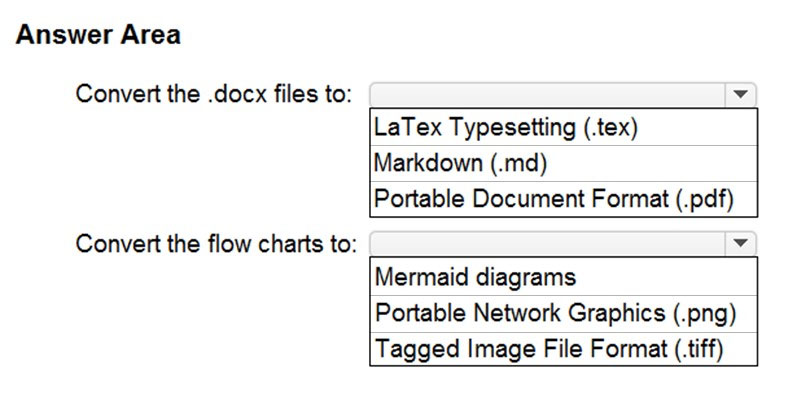 Answer Area
Convert the .docx files to:
LaTex Typesetting (.tex)
Markdown (.md)
Portable Document Format (.pdf)
Convert the flow charts to:
Mermaid diagrams
Portable Network Graphics (.png)
Tagged Image File Format (.tiff)